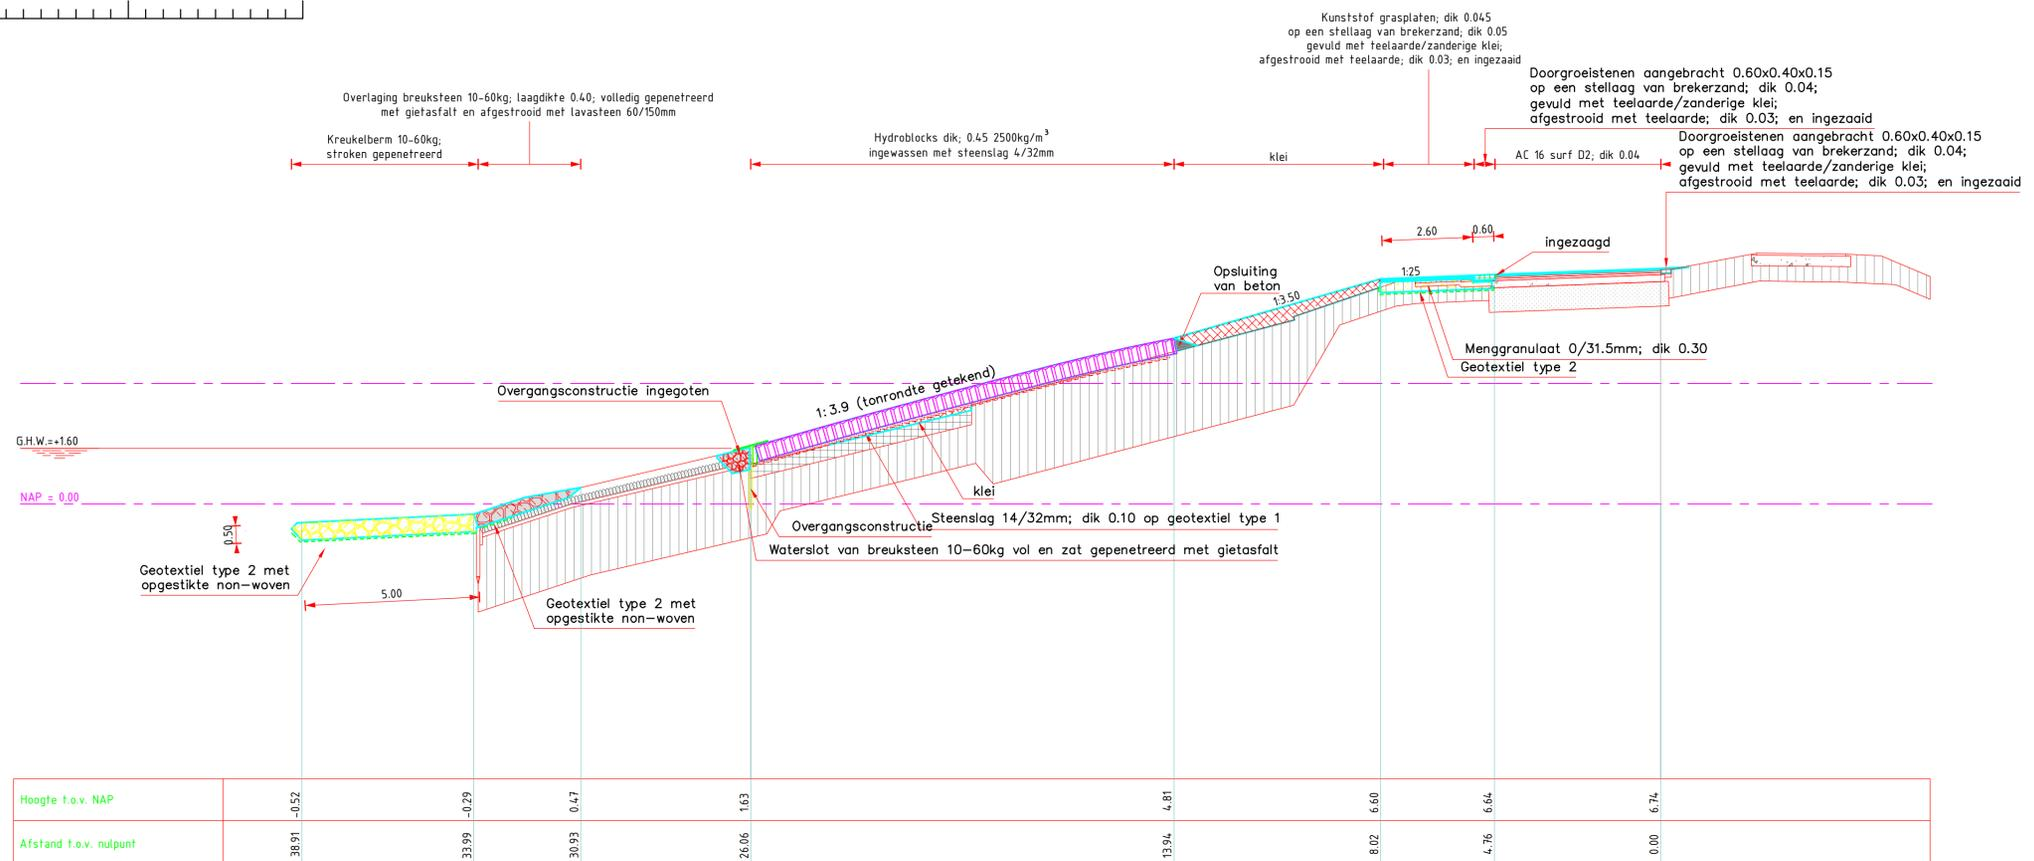 Kunststof grasplaten; dik 0.045
op een stellaag van brekerzand; dik 0.05
gevuld met teelaarde/zanderige klei;
afgestrooid met teelaarde; dik 0.03; en ingezaaid
Doorgroeistenen aangebracht 0.60x0.40x0.15
op een stellaag van brekerzand; dik 0.04;
gevuld met teelaarde/zanderige klei;
afgestrooid met teelaarde; dik 0.03; en ingezaaid
Overlaging breuksteen 10-60kg; laagdikte 0.40; volledig gepenetreerd
met gietasfalt en afgestrooid met lavasteen 60/150mm
Kreukelberm 10-60kg;
stroken gepenetreerd
Hydroblocks dik; 0.45 2500kg/m³
ingewassen met steenslag 4/32mm
klei
AC 16 surf D2; dik 0.04
Doorgroeistenen aangebracht 0.60x0.40x0.15
op een stellaag van brekerzand; dik 0.04;
gevuld met teelaarde/zanderige klei;
afgestrooid met teelaarde; dik 0.03; en ingezaaid
2.60
0.60
ingezaagd
1:25
Opsluiting
van beton
1:3.50
Menggranulaat 0/31.5mm; dik 0.30
Geotextiel type 2
1: 3.9 (tonrondte getekend)
Overgangsconstructie ingegoten
G.H.W.=+1.60
NAP = 0.00
klei
0.50
Overgangsconstructie
Steenslag 14/32mm; dik 0.10 op geotextiel type 1
Waterslot van breuksteen 10-60kg vol en zat gepenetreerd met gietasfalt
Geotextiel type 2 met
opgestikte non-woven
5.00
Geotextiel type 2 met
opgestikte non-woven
Hoogte t.o.v. NAP -0.52 -0.29 0.47 1.63 4.81 6.60 6.64 6.74
Afstand t.o.v. nulpunt 38.91 33.99 30.93 26.06 13.94 8.02 4.76 0.00